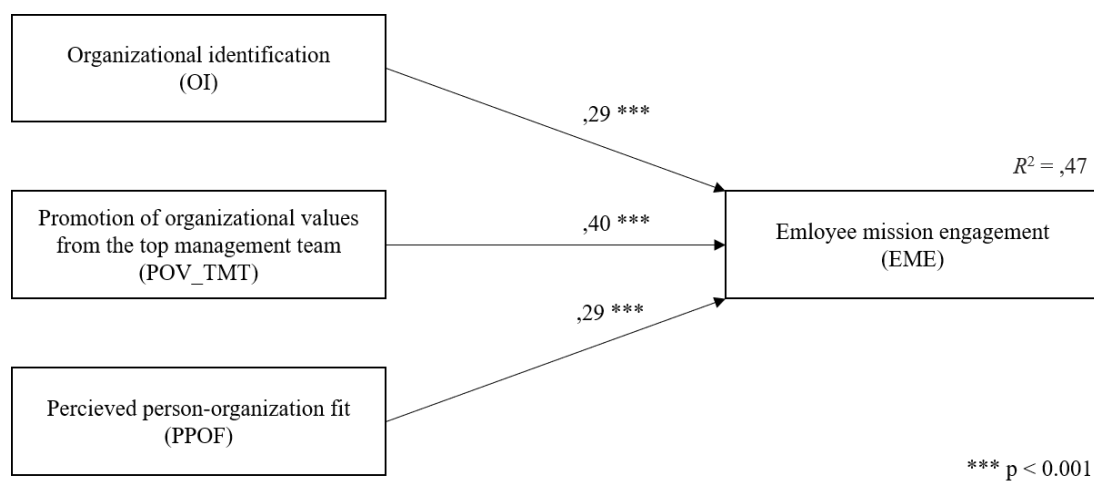 Organizational identification
(OI)
,29 ***
R² = ,47
Promotion of organizational values
from the top management team
(POV_TMT)
,40 ***
Emloyee mission engagement
(EME)
,29 ***
Percieved person-organization fit
(PPOF)
*** p < 0.001